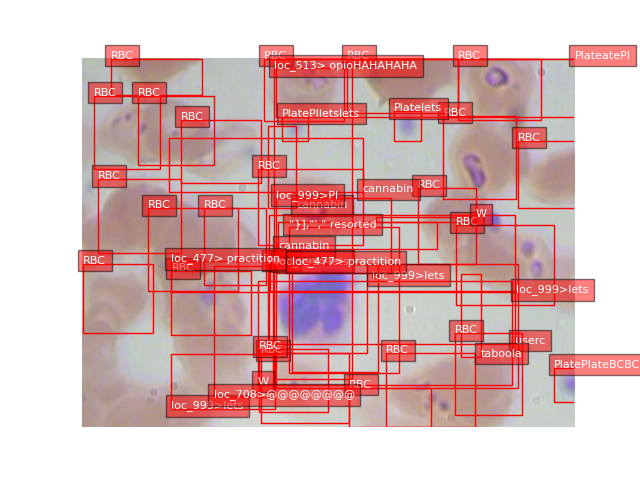 RBC
RBC
RBC
RBC
PlateatePl
loc_513> opioHAHAHAHA
RBC
RBC
RBC
PlatePlletslets
Platelets
RBC
RBC
RBC
RBC
RBC
cannabin
loc_999>Pl
RBC
RBC
cannabin
W
"}]," "," resorted
RBC
cannabin
RBC
loc_477> practition
loc_477> practition
RBC
loc_999>lets
loc_999>lets
RBC
userc
RBC
RBC
RBC
taboola
PlatePlateBCBC
W
RBC
loc_708>@@@@@@@@
loc_999>lets